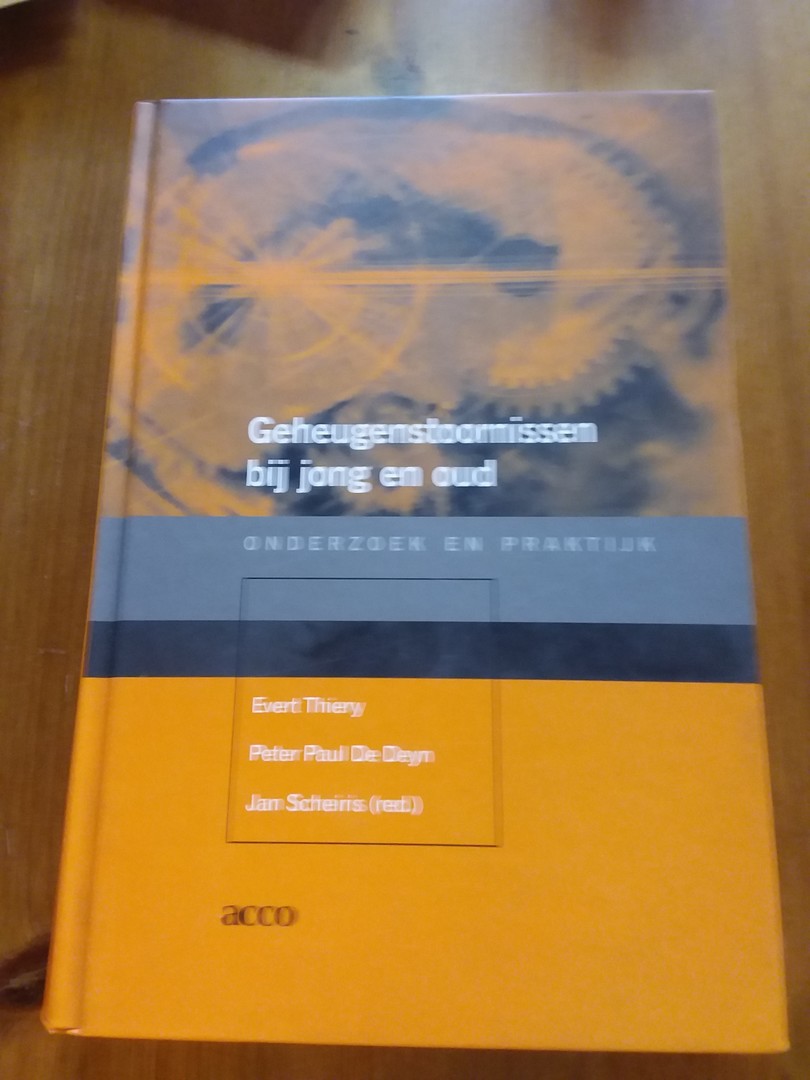 Geheugenstoornissen
bij jong en oud
ONDERZOEK EN PRAKTIJK
Evert Thiery
Peter Paul De Deyn
Jan Scheiris (red.)
acco